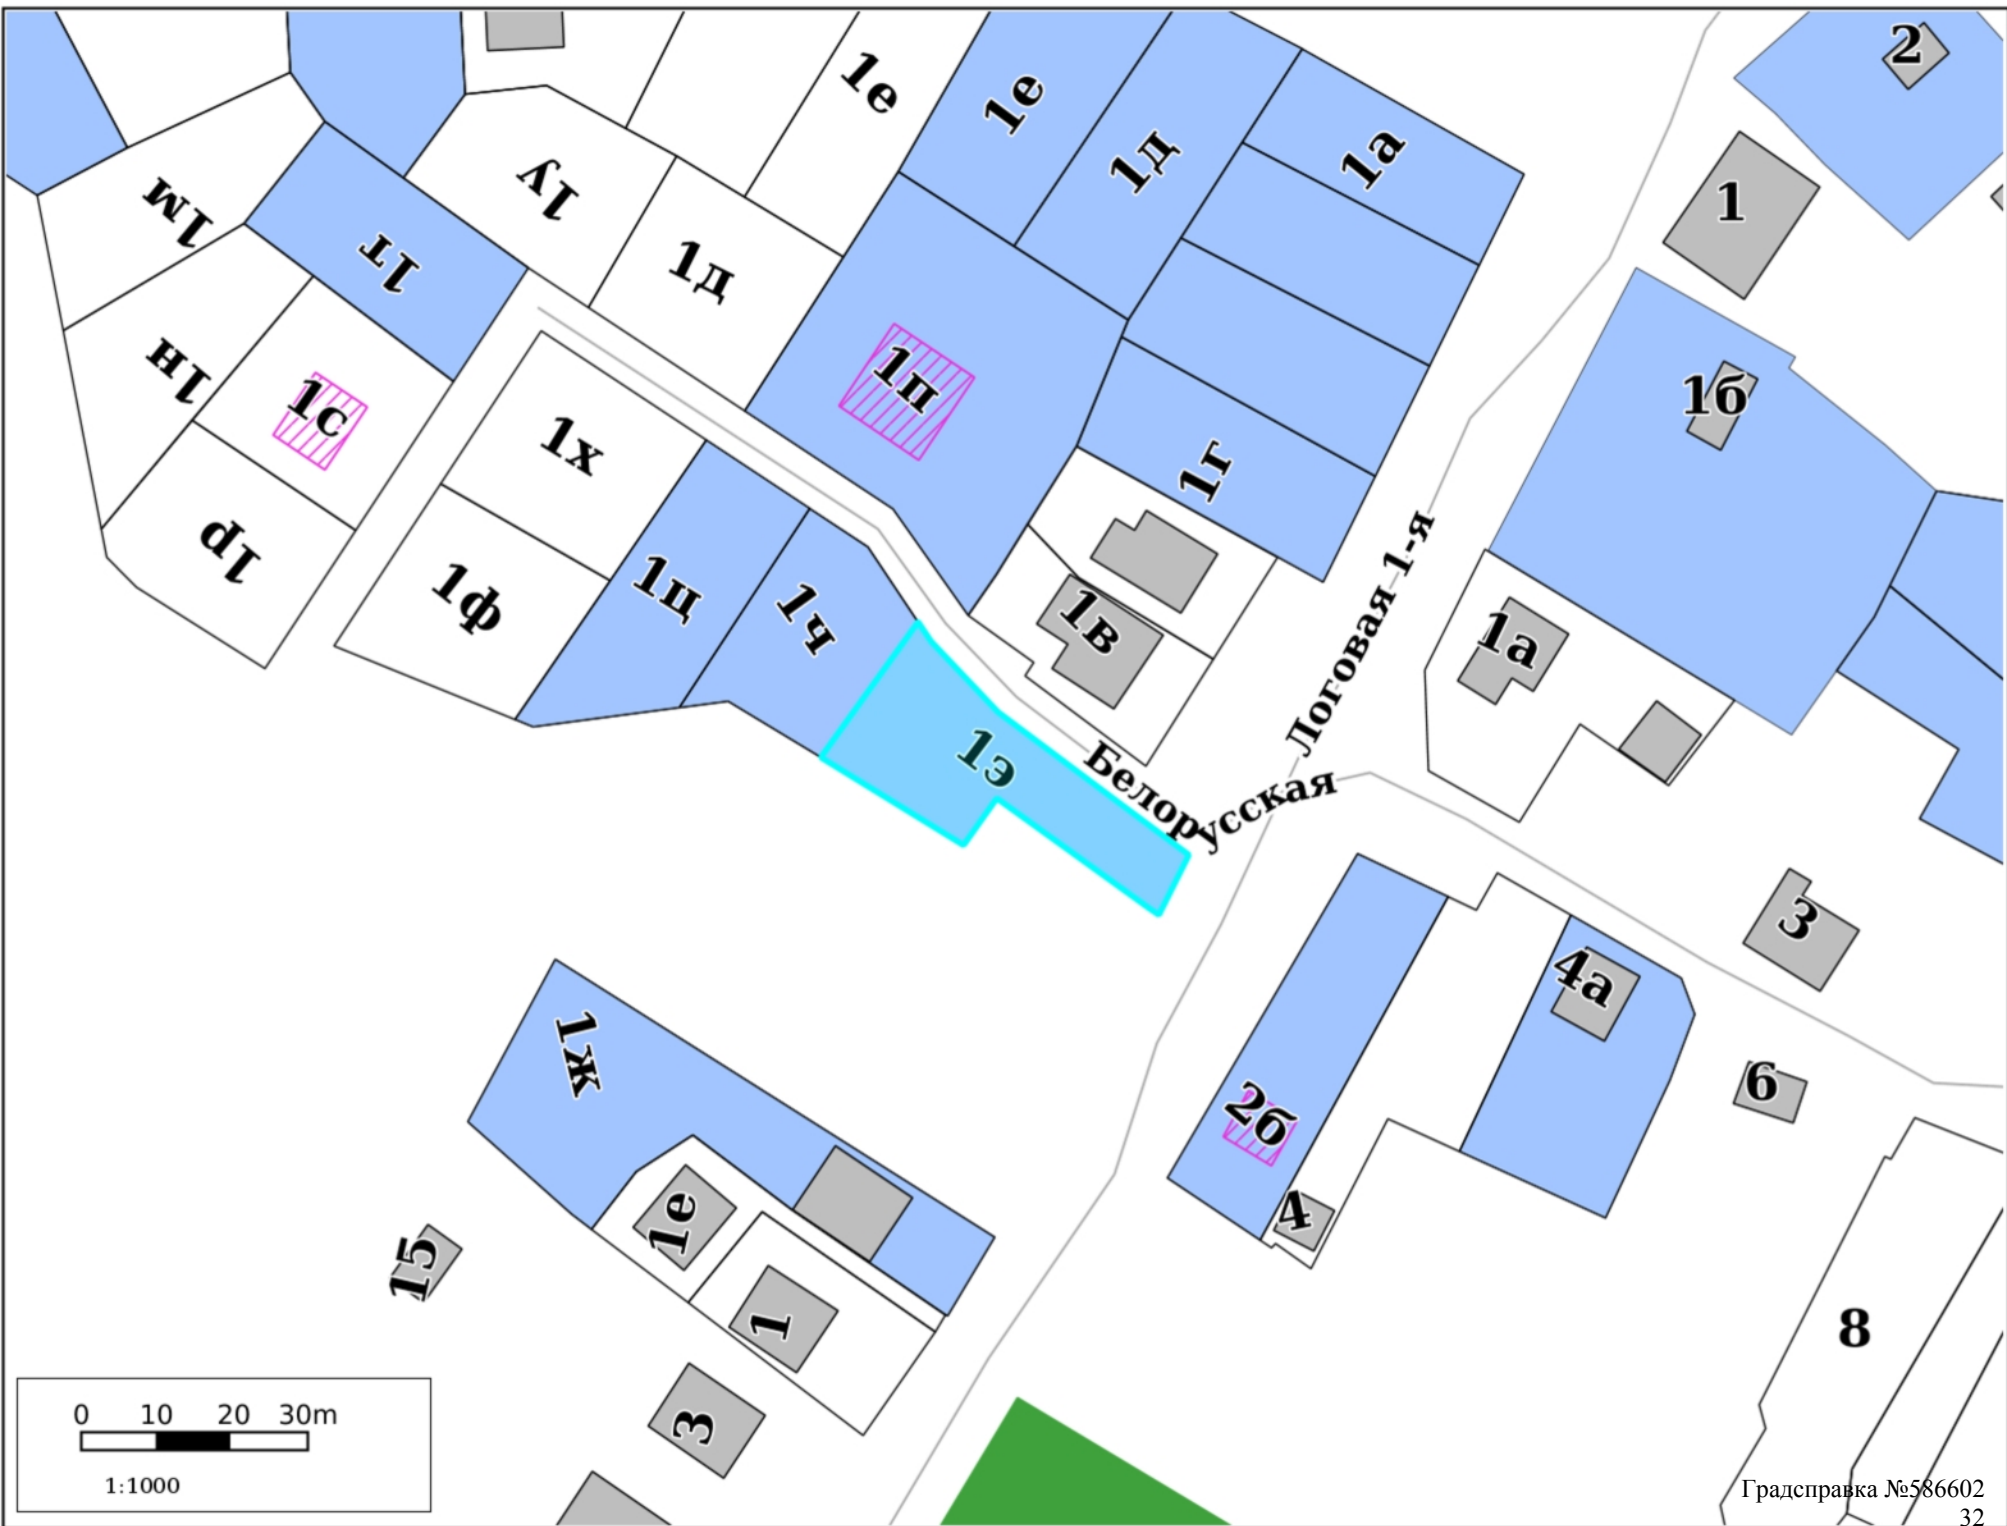 2
1е
1е
1д
1а
1у
1м
1
1т
1д
1н
1с
1п
1б
1х
1г
1р
1ф
1ц
1ч
1в
1а
Логовая 1-я
1э
Белорусская
3
4а
1ж
2б
6
4
1е
15
1
8
3
0 10 20 30m
1:1000
Градсправка №586602
32